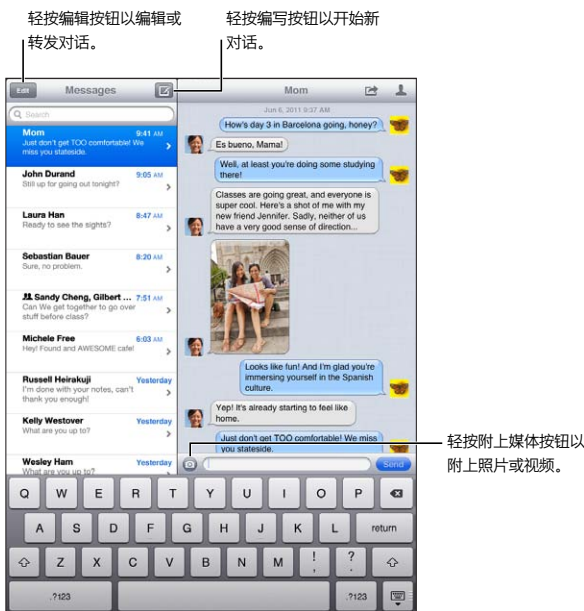 轻按编辑按钮以编辑或
转发对话。
轻按编写按钮以开始新
对话。
Edit
Messages
Mom
Search
Mom 9:41 AM
Just don't get TOO comfortable! We
miss you stateside.
John Durand 9:05 AM
Still up for going out tonight?
Laura Han 8:47 AM
Ready to see the sights?
Sebastian Bauer 8:20 AM
Sure, no problem.
Sandy Cheng, Gilbert ... 7:51 AM
Can We get together to go over
stuff before class?
Michele Free 6:03 AM
Hey! Found and AWESOME cafe!
Russell Heirakuji Yesterday
I'm done with your notes, can't
thank you enough!
Kelly Westover Yesterday
What are you up to?
Wesley Ham Yesterday
What are you up to?
Jun 6, 2011 9:37 AM
How's day 3 in Barcelona going, honey?
Es bueno, Mama!
Well, at least you're doing some studying
there!
Classes are going great, and everyone is
super cool. Here's a shot of me with my
new friend Jennifer. Sadly, neither of us
have a very good sense of direction...
Looks like fun! And I'm glad you're
immersing yourself in the Spanish
culture.
Yep! It's already starting to feel like
home.
Just don't get TOO comfortable! We miss
you stateside.
Send
轻按附上媒体按钮以
附上照片或视频。
Q W E R T Y U I O P
A S D F G H J K L return
Z X C V B N M ! , ? .
.?123 .?123